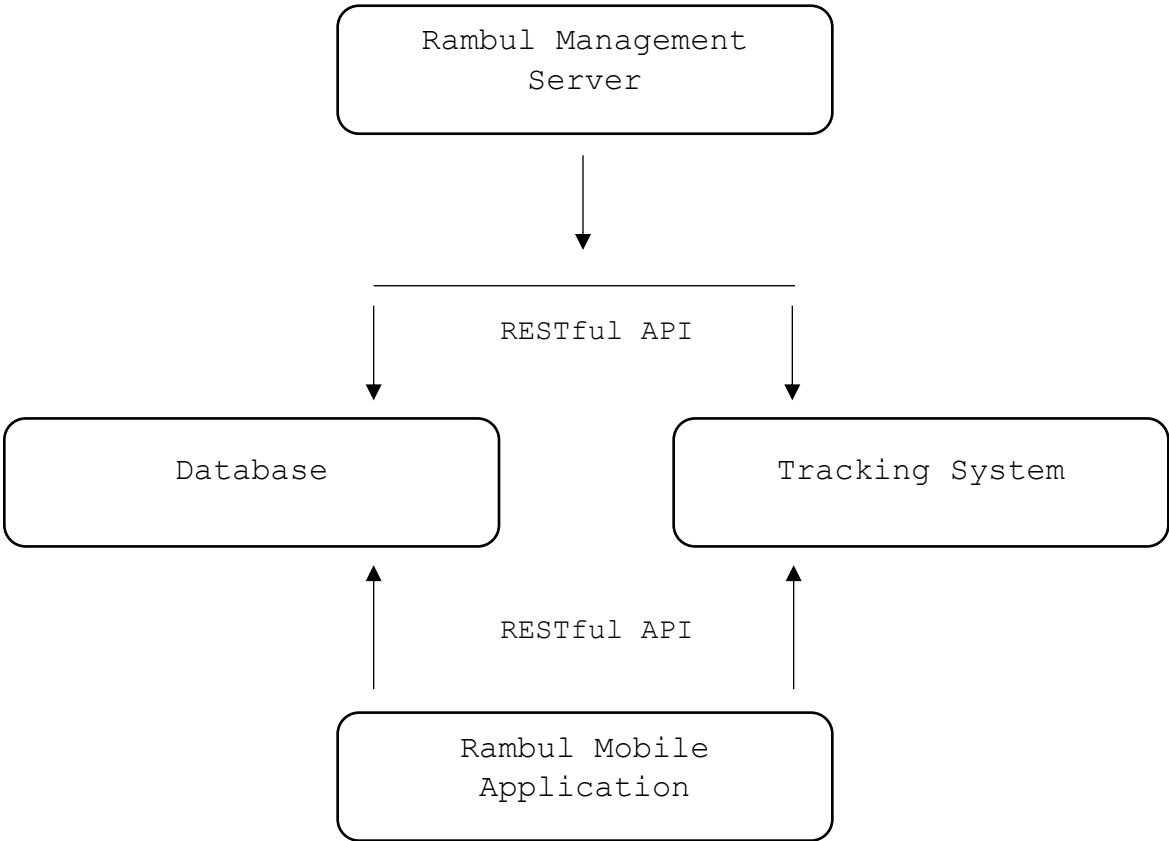 Rambul Management
Server
RESTful API
Database
Tracking System
RESTful API
Rambul Mobile
Application